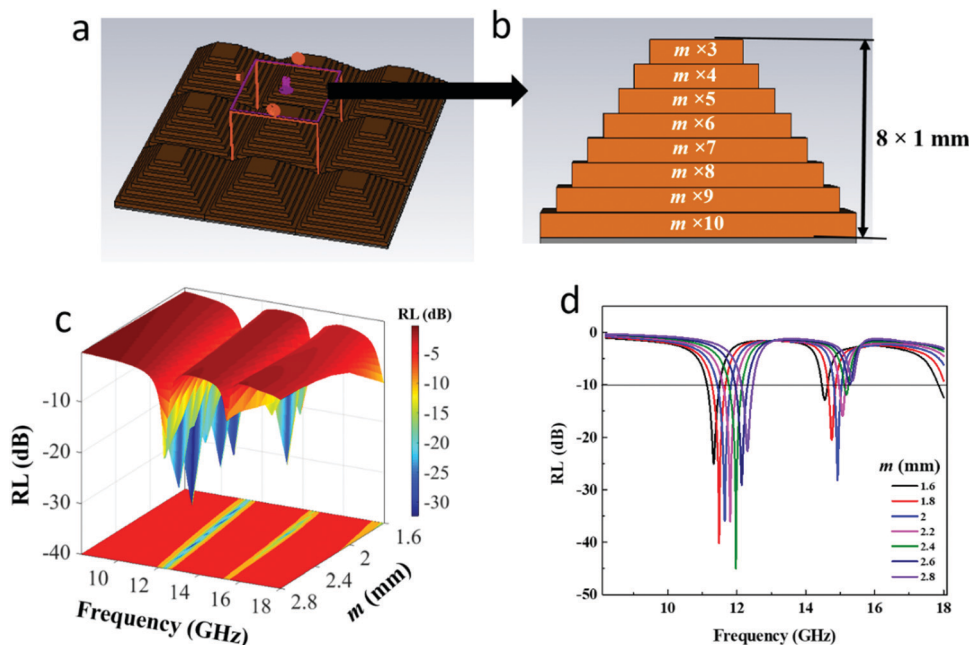 a
b
m ×3
m ×4
m ×5
m ×6
m ×7
m ×8
m ×9
m ×10
8 × 1 mm
c
RL (dB)
-5
-10
-15
-20
-25
-30
-10
-20
-30
-40
RL (dB)
10
12
14
16
18
Frequency (GHz)
1.6
2
2.4
2.8
m (mm)
d
0
-10
-20
-30
-40
-50
RL (dB)
10
12
14
16
18
Frequency (GHz)
m (mm)
1.6
1.8
2
2.2
2.4
2.6
2.8